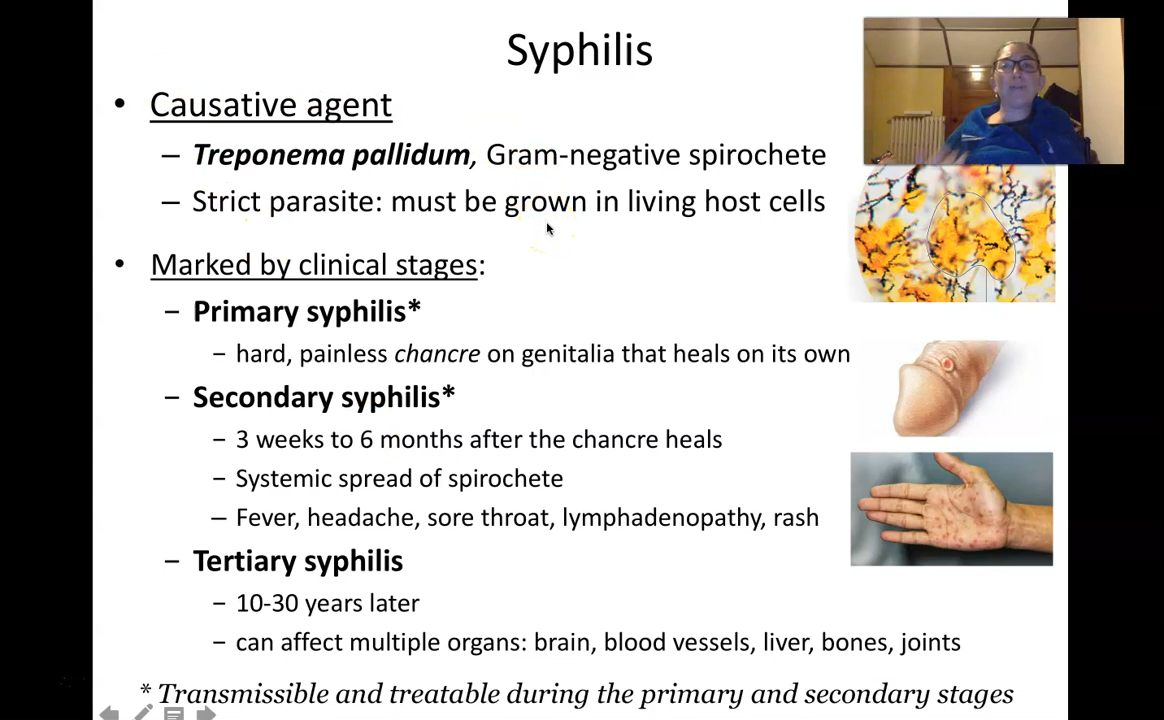 Syphilis
• Causative agent
– Treponema pallidum, Gram-negative spirochete
– Strict parasite: must be grown in living host cells
• Marked by clinical stages:
– Primary syphilis*
– hard, painless chancre on genitalia that heals on its own
– Secondary syphilis*
– 3 weeks to 6 months after the chancre heals
– Systemic spread of spirochete
– Fever, headache, sore throat, lymphadenopathy, rash
– Tertiary syphilis
– 10-30 years later
– can affect multiple organs: brain, blood vessels, liver, bones, joints
* Transmissible and treatable during the primary and secondary stages